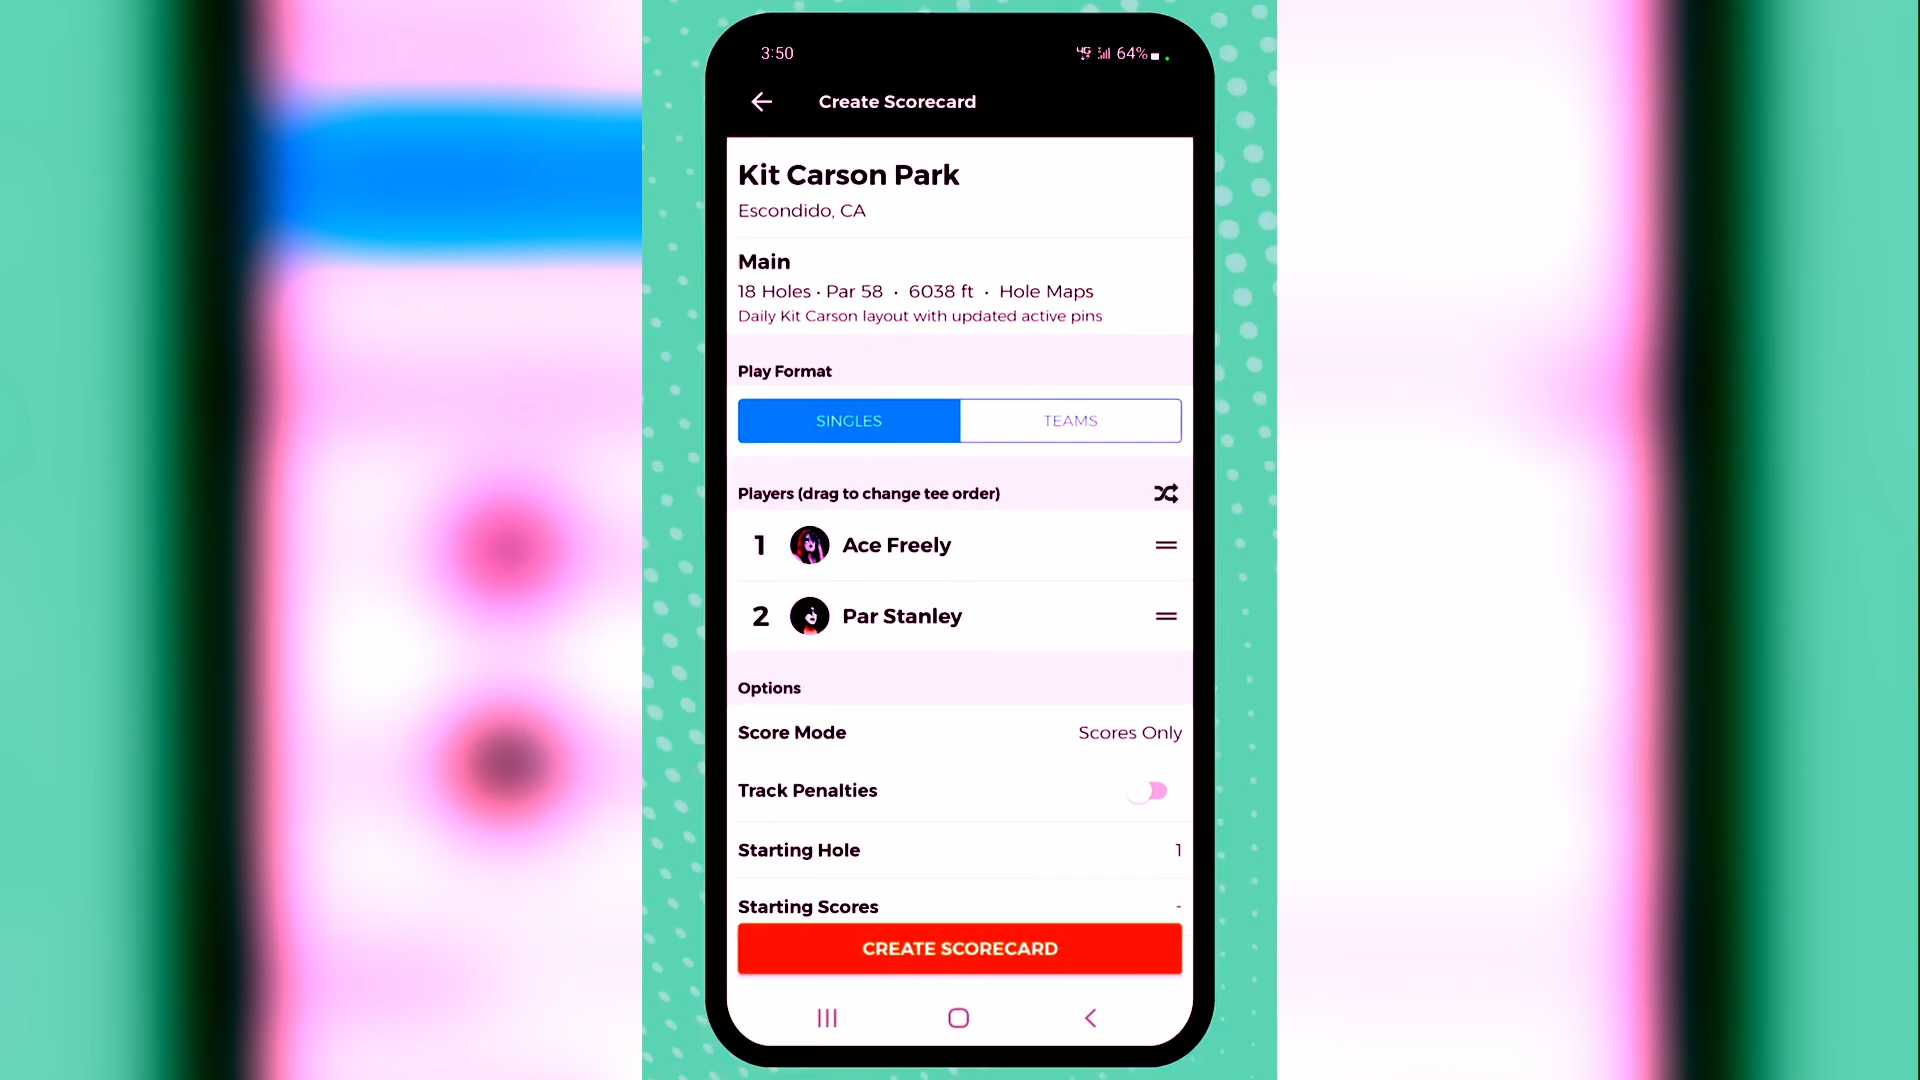 3:50
4G 64%
Create Scorecard
Kit Carson Park
Escondido, CA
Main
18 Holes · Par 58 · 6038 ft · Hole Maps
Daily Kit Carson layout with updated active pins
Play Format
SINGLES TEAMS
Players (drag to change tee order)
1 Ace Freely
2 Par Stanley
Options
Score Mode Scores Only
Track Penalties
Starting Hole 1
Starting Scores -
CREATE SCORECARD